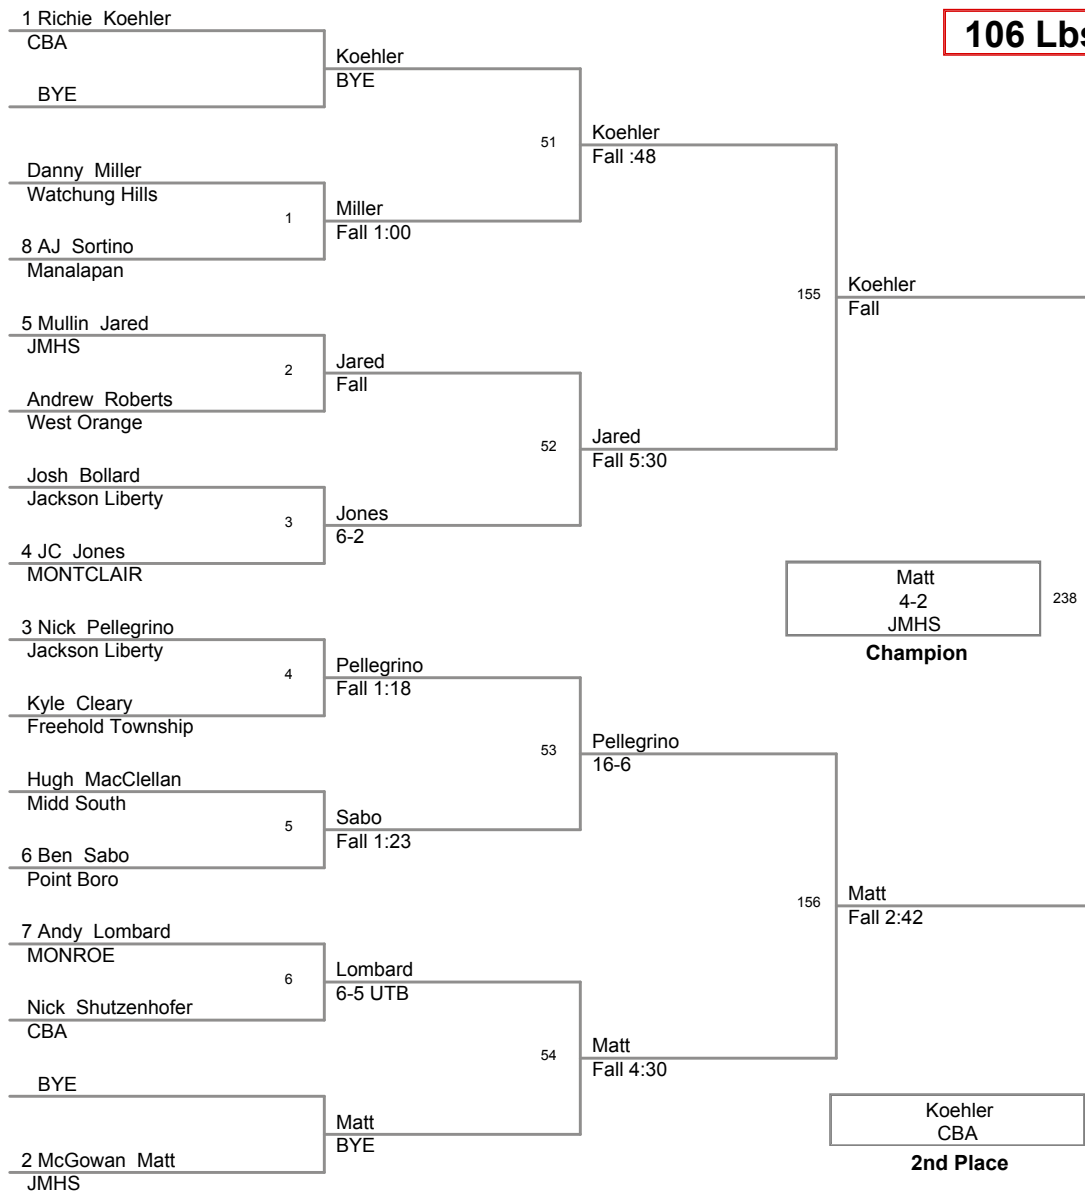 1 Richie Koehler
CBA
BYE
Danny Miller
Watchung Hills
1
8 AJ Sortino
Manalapan
5 Mullin Jared
JMHS
2
Andrew Roberts
West Orange
Josh Bollard
Jackson Liberty
3
4 JC Jones
MONTCLAIR
3 Nick Pellegrino
Jackson Liberty
4
Kyle Cleary
Freehold Township
Hugh MacClellan
Midd South
5
6 Ben Sabo
Point Boro
7 Andy Lombard
MONROE
6
Nick Shutzenhofer
CBA
BYE
2 McGowan Matt
JMHS
Koehler
BYE
51
Miller
Fall 1:00
Jared
Fall
52
Jones
6-2
Pellegrino
Fall 1:18
53
Sabo
Fall 1:23
Lombard
6-5 UTB
54
Matt
BYE
Koehler
Fall :48
155
Jared
Fall 5:30
Pellegrino
16-6
156
Matt
Fall 4:30
106 Lbs
Koehler
Fall
Matt
4-2
JMHS
238
Champion
Matt
Fall 2:42
Koehler
CBA
2nd Place